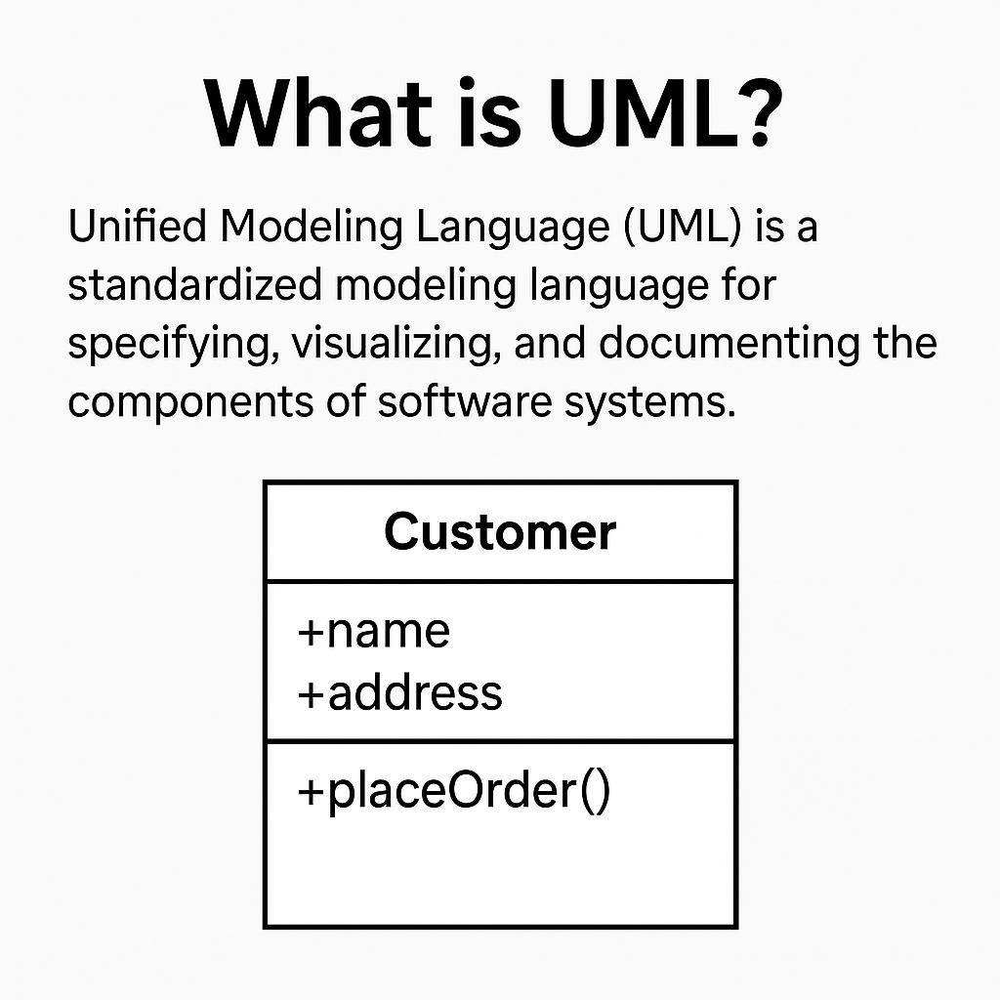 What is UML?
Unified Modeling Language (UML) is a
standardized modeling language for
specifying, visualizing, and documenting the
components of software systems.
Customer
+name
+address
+placeOrder()